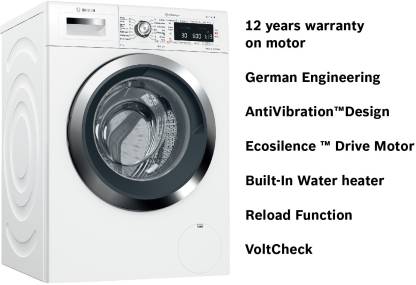 BOSCH
12 years warranty
on motor
German Engineering
AntiVibration™Design
Ecosilence ™ Drive Motor
Built-In Water heater
Reload Function
VoltCheck